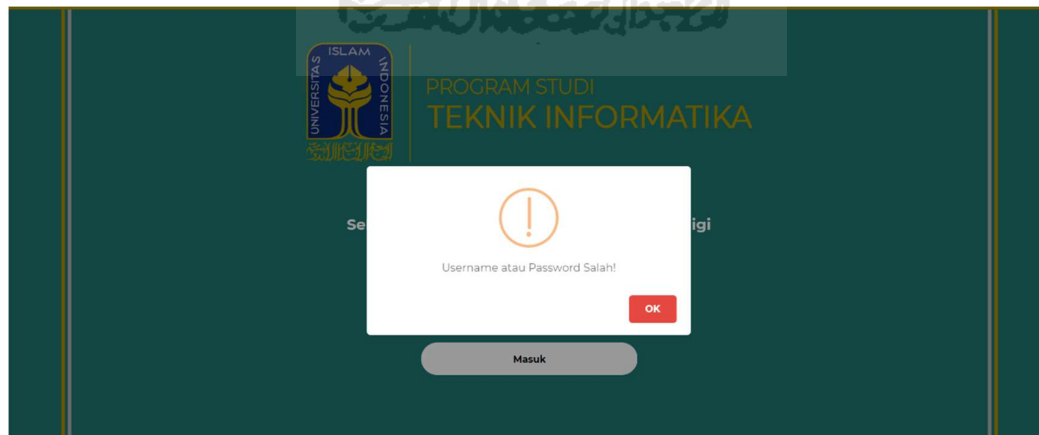 UNIVERSITAS ISLAM INDONESIA
PROGRAM STUDI
TEKNIK INFORMATIKA
Username atau Password Salah!
OK
Masuk